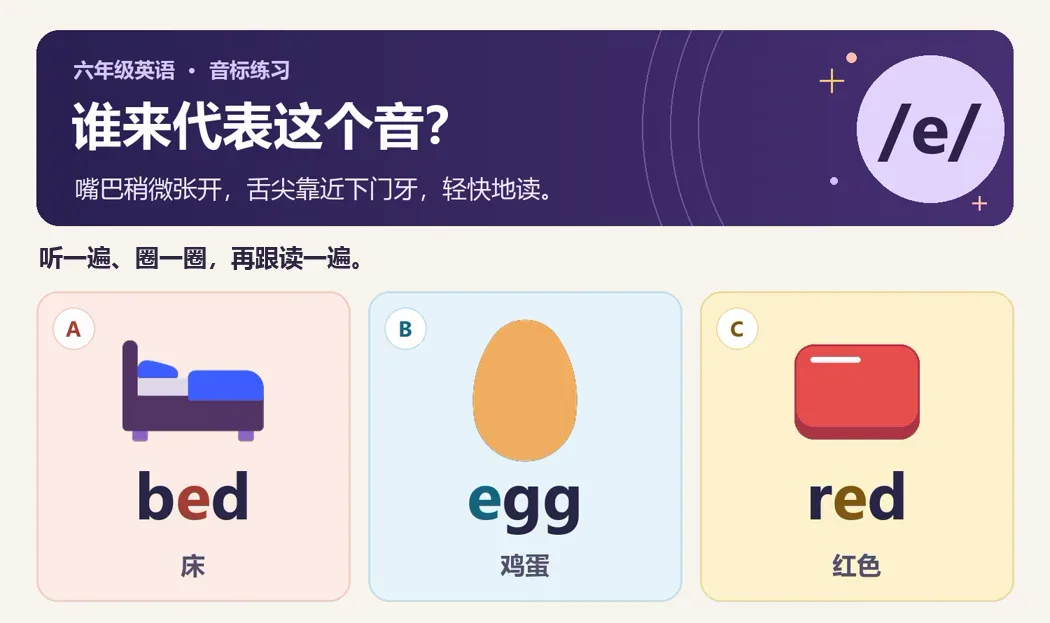 六年级英语 · 音标练习
谁来代表这个音？
嘴巴稍微张开，舌尖靠近下门牙，轻快地读。
/e/
听一遍、圈一圈，再跟读一遍。
A
bed
床
B
egg
鸡蛋
C
red
红色